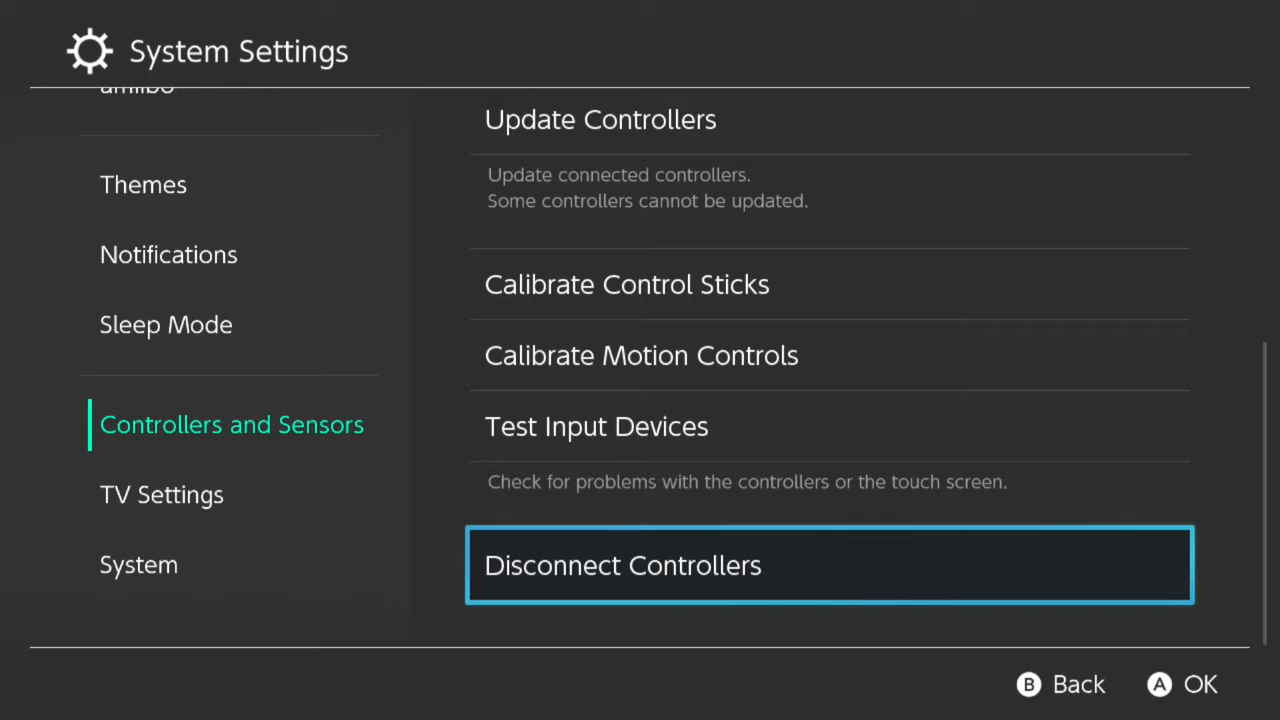 System Settings
amiibo
Themes
Notifications
Sleep Mode
Controllers and Sensors
TV Settings
System
Update Controllers
Update connected controllers.
Some controllers cannot be updated.
Calibrate Control Sticks
Calibrate Motion Controls
Test Input Devices
Check for problems with the controllers or the touch screen.
Disconnect Controllers
B Back
A OK